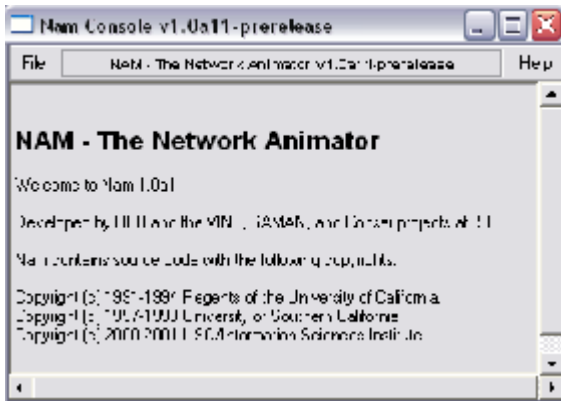 Nam Console v1.0a11-prerelease
File NAM - The Network Animator v1.0a11-prerelease Help
NAM - The Network Animator
Welcome to Nam 1.0a1
Developed by UCB and the VINT, SAMAN, and Conser projects at ISI.
Nam contains source code with the following copyrights:
Copyright (c) 1991-1994 Regents of the University of California.
Copyright (c) 1997-1999 University of Southern California
Copyright (c) 2000-2001 USC/Information Sciences Institute